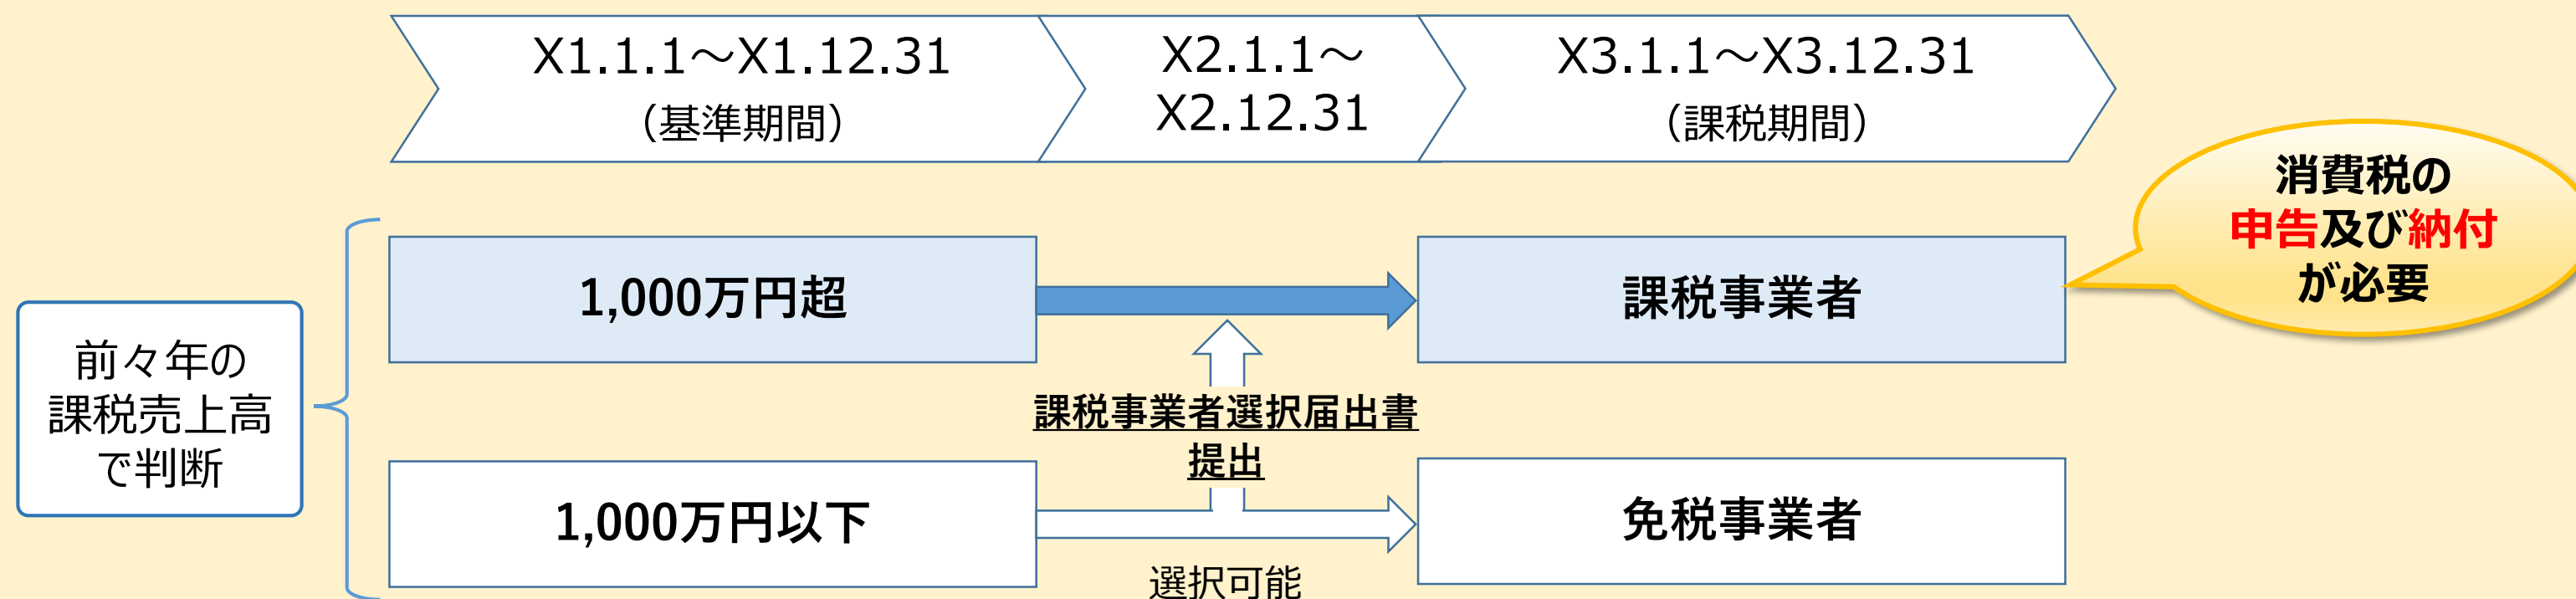 X1.1.1～X1.12.31
（基準期間）
X2.1.1～
X2.12.31
X3.1.1～X3.12.31
（課税期間）
消費税の
申告及び納付
が必要
前々年の
課税売上高
で判断
1,000万円超
課税事業者
課税事業者選択届出書
提出
1,000万円以下
免税事業者
選択可能